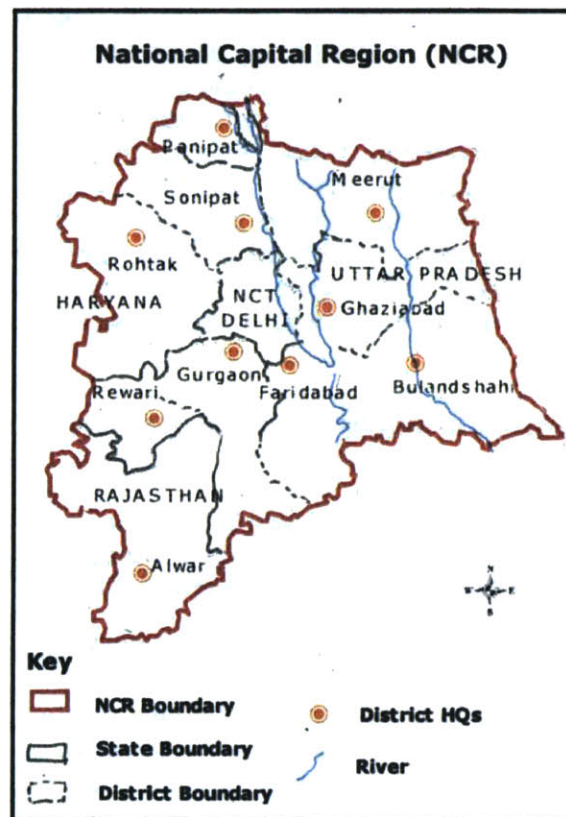 National Capital Region (NCR)
Panipat
Meerut
Sonipat
Rohtak
UTTAR PRADESH
HARYANA
NCT
DELHI
Ghaziabad
Gurgaon
Faridabad
Bulandshahr
Rewari
RAJASTHAN
Alwar
N
W E
S
Key
NCR Boundary
District HQs
State Boundary
River
District Boundary